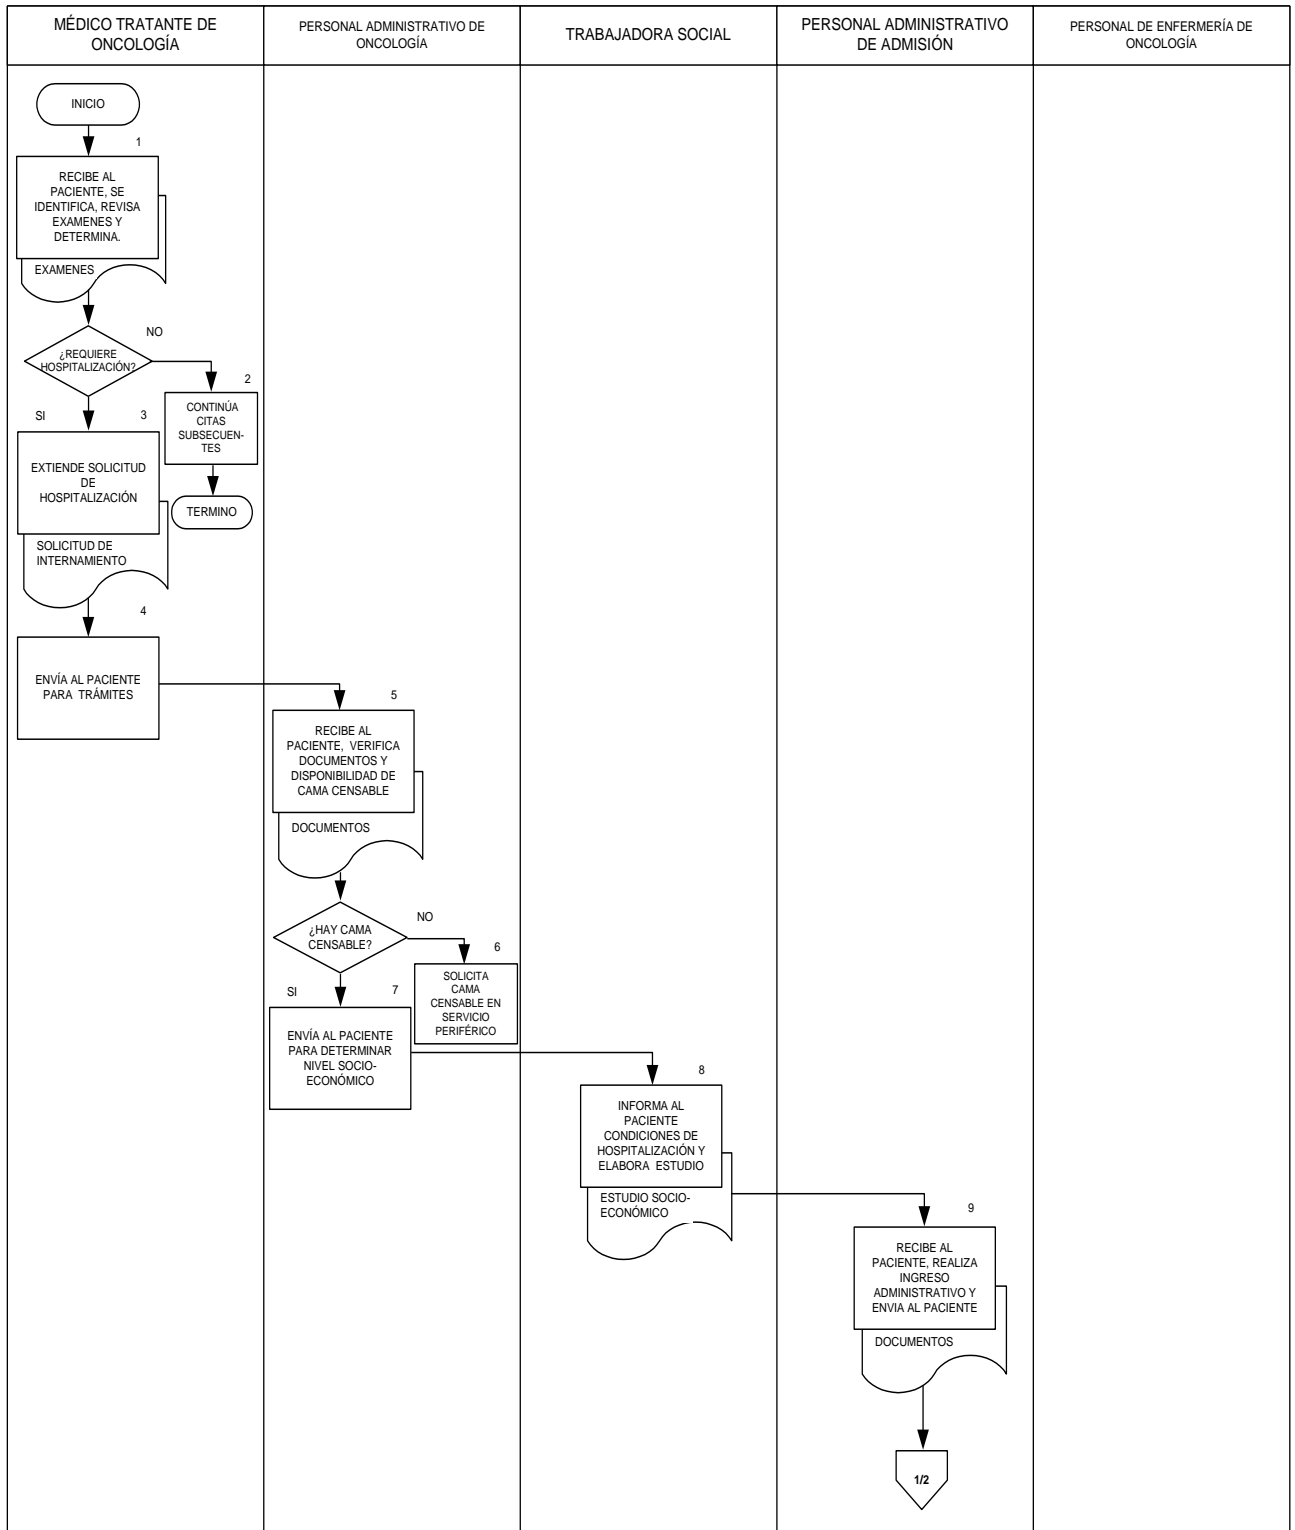 MÉDICO TRATANTE DE
ONCOLOGÍA
PERSONAL ADMINISTRATIVO DE
ONCOLOGÍA
TRABAJADORA SOCIAL
PERSONAL ADMINISTRATIVO
DE ADMISIÓN
PERSONAL DE ENFERMERÍA DE
ONCOLOGÍA
INICIO
1
RECIBE AL
PACIENTE, SE
IDENTIFICA, REVISA
EXAMENES Y
DETERMINA.
EXAMENES
NO
¿REQUIERE
HOSPITALIZACIÓN?
2
CONTINÚA
CITAS
SUBSECUEN-
TES
TERMINO
SI
3
EXTIENDE SOLICITUD
DE
HOSPITALIZACIÓN
SOLICITUD DE
INTERNAMIENTO
4
ENVÍA AL PACIENTE
PARA TRÁMITES
5
RECIBE AL
PACIENTE, VERIFICA
DOCUMENTOS Y
DISPONIBILIDAD DE
CAMA CENSABLE
DOCUMENTOS
¿HAY CAMA
CENSABLE?
NO
6
SOLICITA
CAMA
CENSABLE EN
SERVICIO
PERIFÉRICO
SI
7
ENVÍA AL PACIENTE
PARA DETERMINAR
NIVEL SOCIO-
ECONÓMICO
8
INFORMA AL
PACIENTE
CONDICIONES DE
HOSPITALIZACIÓN Y
ELABORA ESTUDIO
ESTUDIO SOCIO-
ECONÓMICO
9
RECIBE AL
PACIENTE, REALIZA
INGRESO
ADMINISTRATIVO Y
ENVIA AL PACIENTE
DOCUMENTOS
1/2